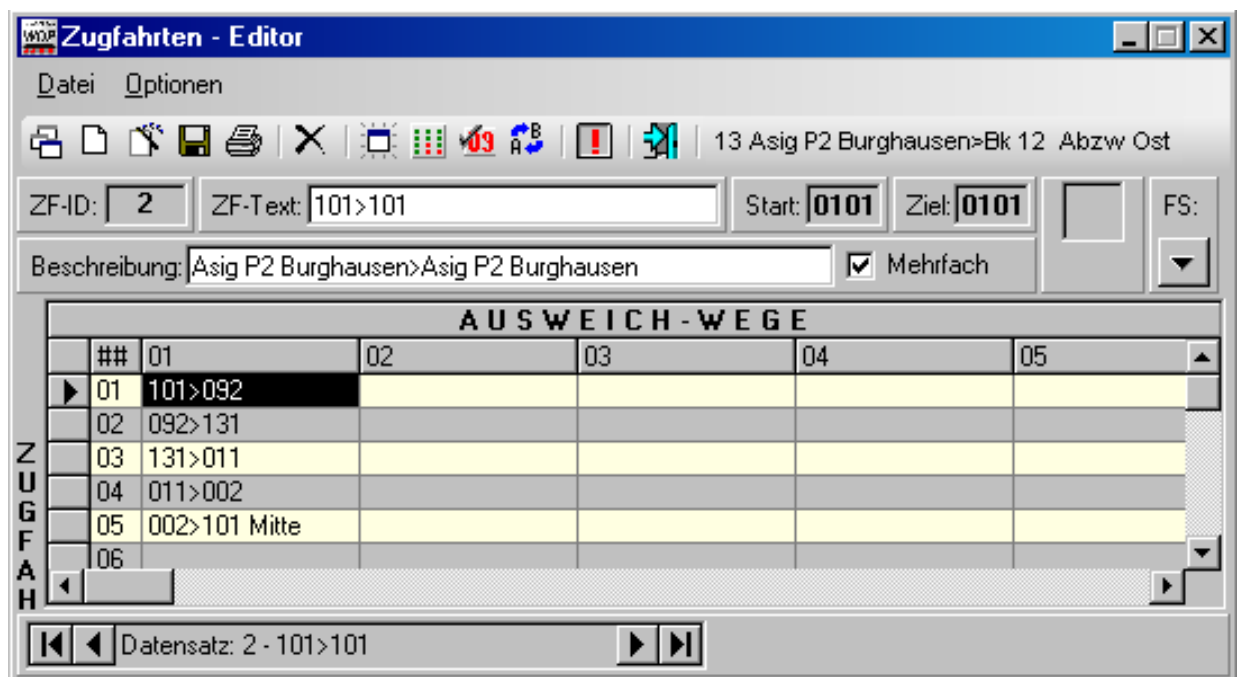 Zugfahrten - Editor
Datei Optionen
13 Asig P2 Burghausen>Bk 12 Abzw Ost
ZF-ID: 2 ZF-Text: 101>101 Start: 0101 Ziel: 0101 FS:
Beschreibung: Asig P2 Burghausen>Asig P2 Burghausen Mehrfach
AUSWEICH-WEGE
## 01 02 03 04 05
01 101>092
02 092>131
03 131>011
04 011>002
05 002>101 Mitte
06
ZUGFAH
Datensatz: 2 - 101>101